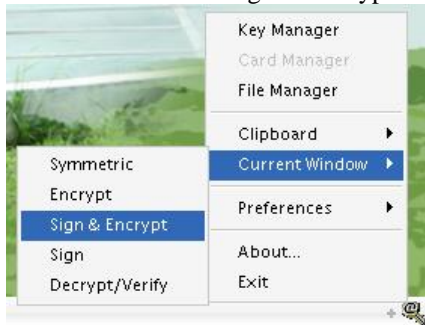 Key Manager
Card Manager
File Manager
Clipboard
Current Window
Preferences
About...
Exit
Symmetric
Encrypt
Sign & Encrypt
Sign
Decrypt/Verify